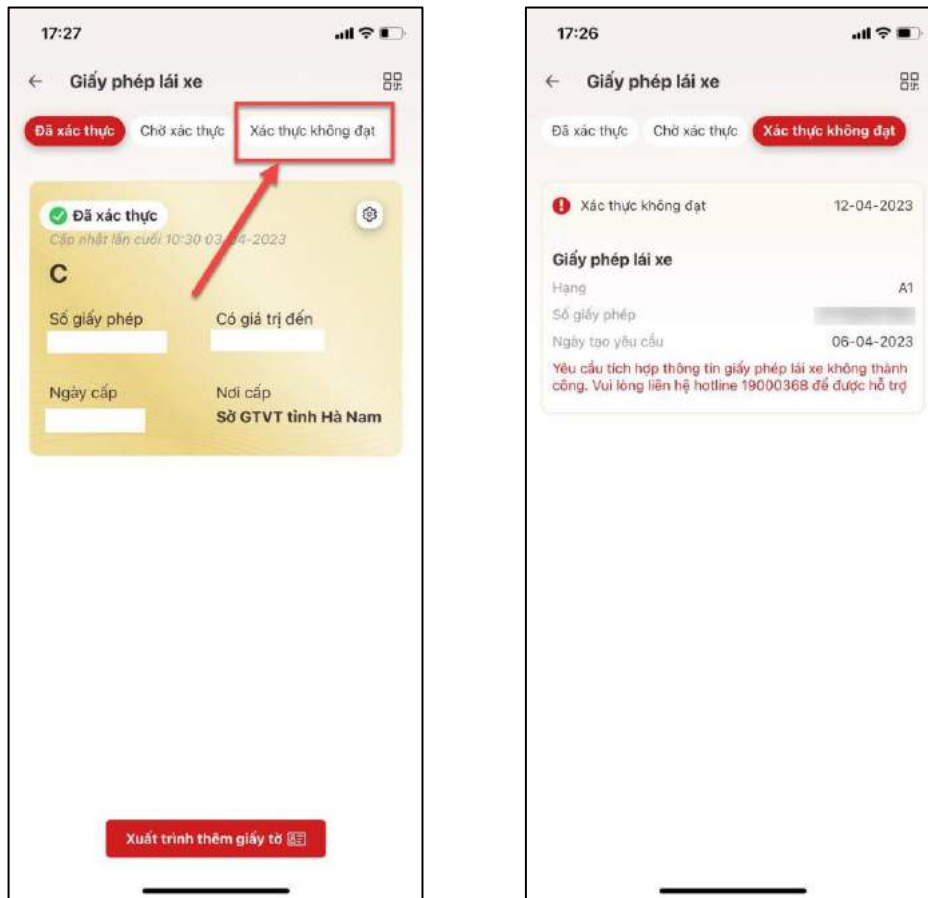 17:27
Giấy phép lái xe
Đã xác thực Chờ xác thực Xác thực không đạt
Đã xác thực
Cập nhật lần cuối 10:30 03-04-2023
C
Số giấy phép Có giá trị đến
Ngày cấp Nơi cấp
Sở GTVT tỉnh Hà Nam
Xuất trình thêm giấy tờ
17:26
Giấy phép lái xe
Đã xác thực Chờ xác thực Xác thực không đạt
Xác thực không đạt 12-04-2023
Giấy phép lái xe
Hạng A1
Số giấy phép
Ngày tạo yêu cầu 06-04-2023
Yêu cầu tích hợp thông tin giấy phép lái xe không thành
công. Vui lòng liên hệ hotline 19000368 để được hỗ trợ